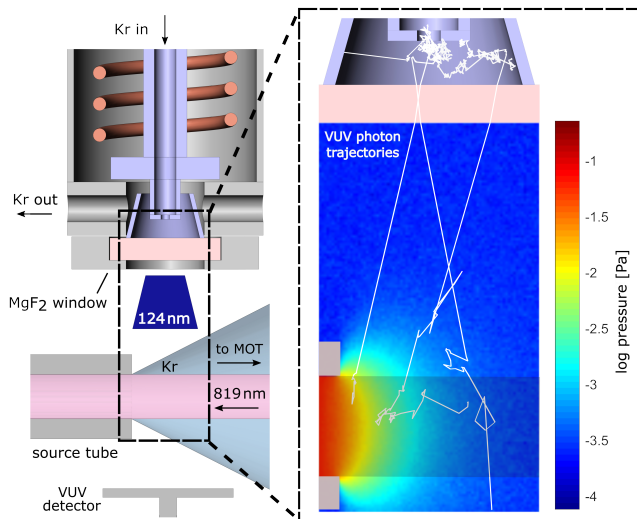 Kr in
Kr out
MgF2 window
124nm
to MOT
Kr
819nm
source tube
VUV
detector
VUV photon
trajectories
-1
-1.5
-2
-2.5
-3
-3.5
-4
log pressure [Pa]